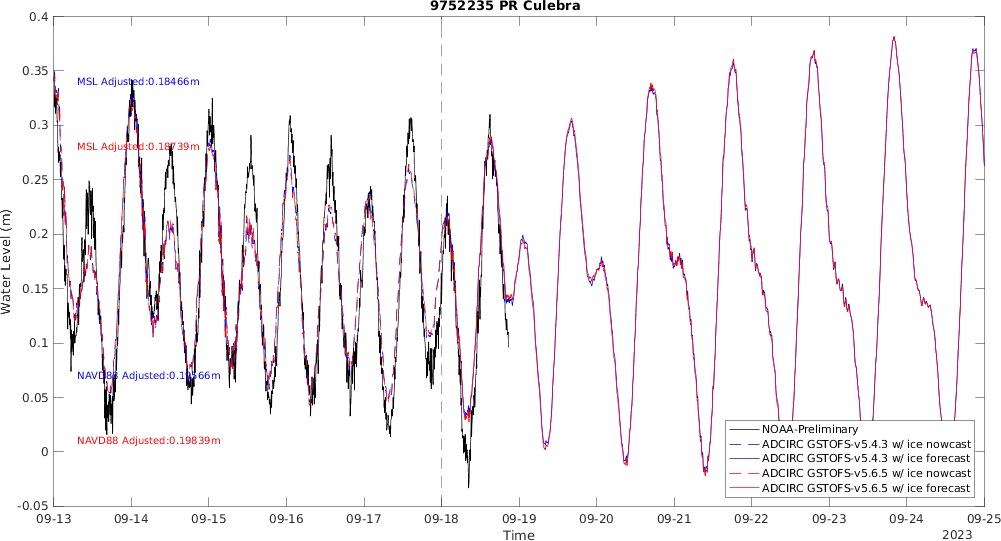 9752235 PR Culebra
0.4
0.35
0.3
0.25
0.2
0.15
0.1
0.05
0
-0.05
Water Level (m)
MSL Adjusted:0.18466m
MSL Adjusted:0.18739m
NAVD88 Adjusted:0.19566m
NAVD88 Adjusted:0.19839m
NOAA-Preliminary
ADCIRC GSTOFS-v5.4.3 w/ ice nowcast
ADCIRC GSTOFS-v5.4.3 w/ ice forecast
ADCIRC GSTOFS-v5.6.5 w/ ice nowcast
ADCIRC GSTOFS-v5.6.5 w/ ice forecast
09-13 09-14 09-15 09-16 09-17 09-18 09-19 09-20 09-21 09-22 09-23 09-24 09-25
Time
2023